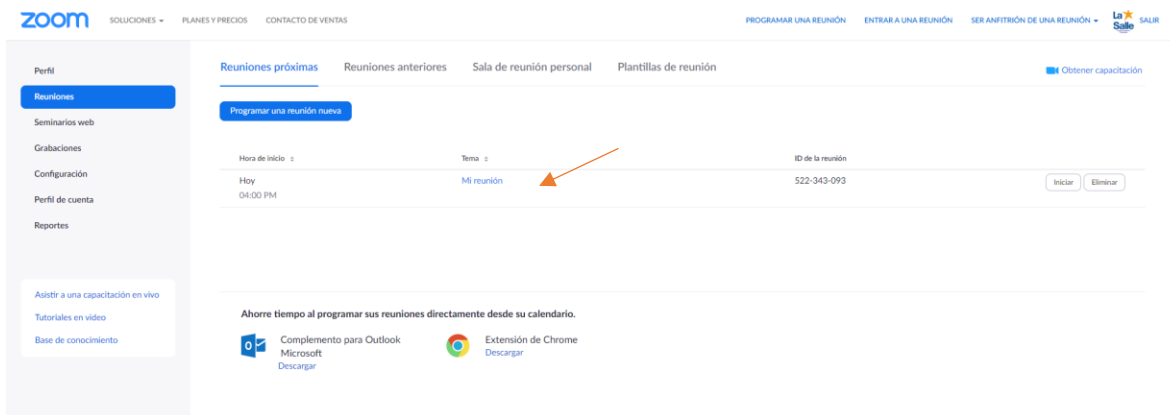 zoom SOLUCIONES PLANES Y PRECIOS CONTACTO DE VENTAS PROGRAMAR UNA REUNIÓN ENTRAR A UNA REUNIÓN SER ANFITRIÓN DE UNA REUNIÓN La Salle SALIR
Perfil
Reuniones
Seminarios web
Grabaciones
Configuración
Perfil de cuenta
Reportes
Asistir a una capacitación en vivo
Tutoriales en video
Base de conocimiento
Reuniones próximas Reuniones anteriores Sala de reunión personal Plantillas de reunión Obtener capacitación
Programar una reunión nueva
Hora de inicio Tema ID de la reunión
Hoy Mi reunión 522-343-093 Iniciar Eliminar
04:00 PM
Ahorre tiempo al programar sus reuniones directamente desde su calendario.
Complemento para Outlook
Microsoft
Descargar
Extensión de Chrome
Descargar